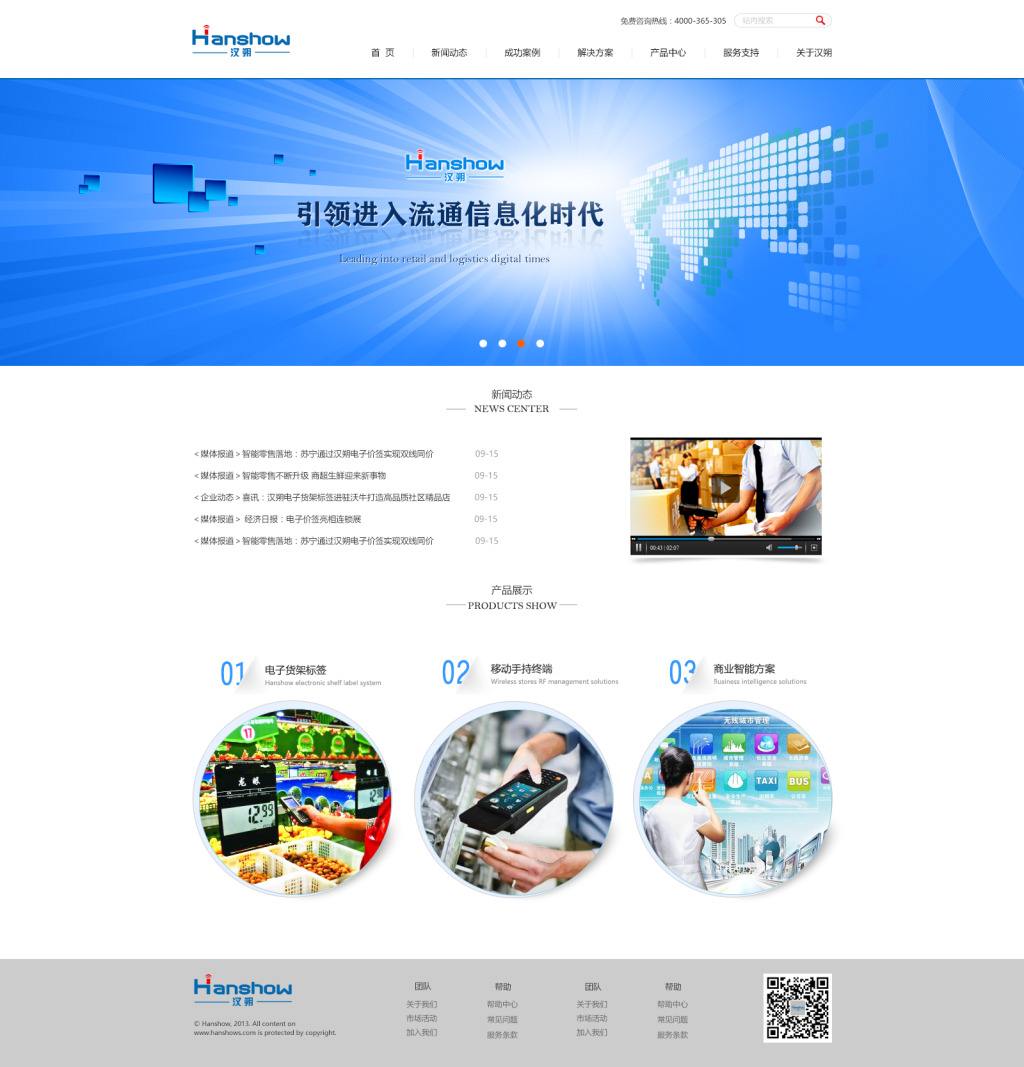 Hanshow
汉朔
免费咨询热线：4000-365-305
站内搜索
首 页
新闻动态
成功案例
解决方案
产品中心
服务支持
关于汉朔
Hanshow
汉朔
引领进入流通信息化时代
Leading into retail and logistics digital times
新闻动态
NEWS CENTER
<媒体报道> 智能零售落地：苏宁通过汉朔电子价签实现双线同价 09-15
<媒体报道> 智能零售不断升级 商超生鲜迎来新事物 09-15
<企业动态> 喜讯：汉朔电子货架标签进驻沃牛打造高品质社区精品店 09-15
<媒体报道> 经济日报：电子价签亮相连锁展 09-15
<媒体报道> 智能零售落地：苏宁通过汉朔电子价签实现双线同价 09-15
00:43 | 02:07
产品展示
PRODUCTS SHOW
01
电子货架标签
Hanshow electronic shelf label system
02
移动手持终端
Wireless stores RF management solutions
03
商业智能方案
Business intelligence solutions
17
龙眼
12.99
无线城市管理
TAXI
BUS
Hanshow
汉朔
© Hanshow, 2013. All content on
www.hanshows.com is protected by copyright.
团队
关于我们
市场活动
加入我们
帮助
帮助中心
常见问题
服务条款
团队
关于我们
市场活动
加入我们
帮助
帮助中心
常见问题
服务条款